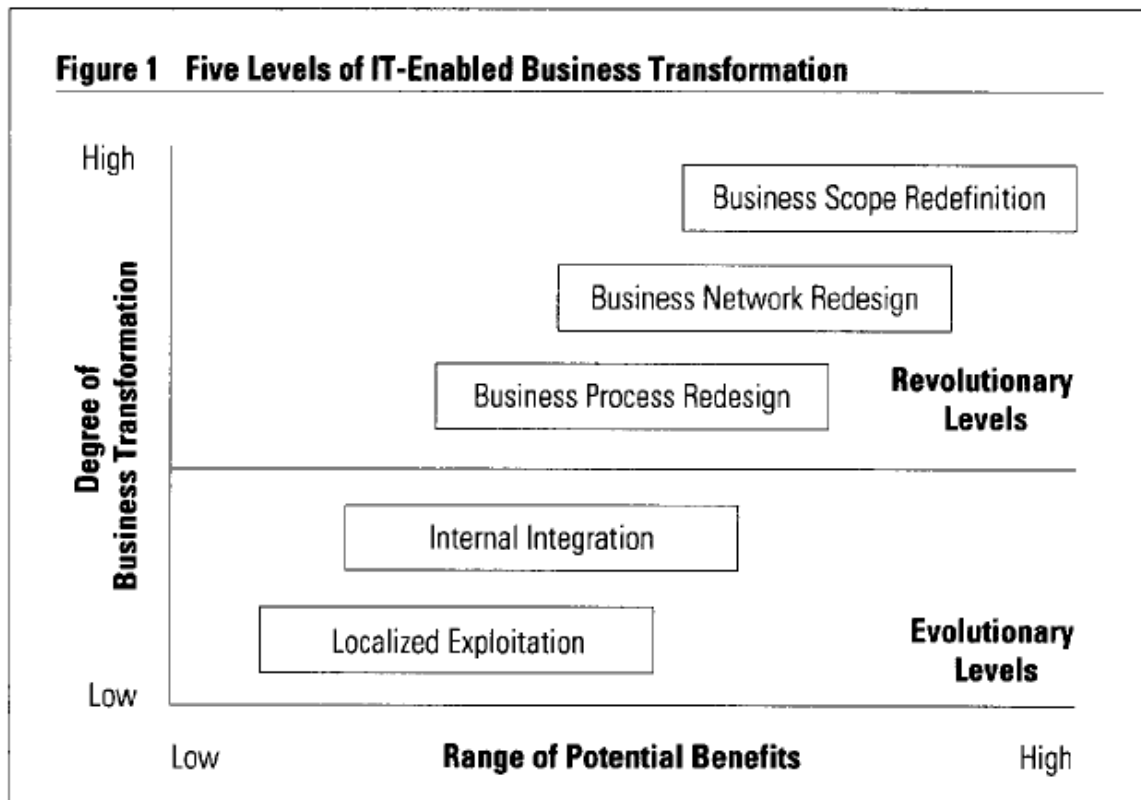 Figure 1 Five Levels of IT-Enabled Business Transformation
High
Business Scope Redefinition
Business Network Redesign
Business Process Redesign
Revolutionary
Levels
Degree of
Business Transformation
Internal Integration
Localized Exploitation
Evolutionary
Levels
Low
Low
Range of Potential Benefits
High